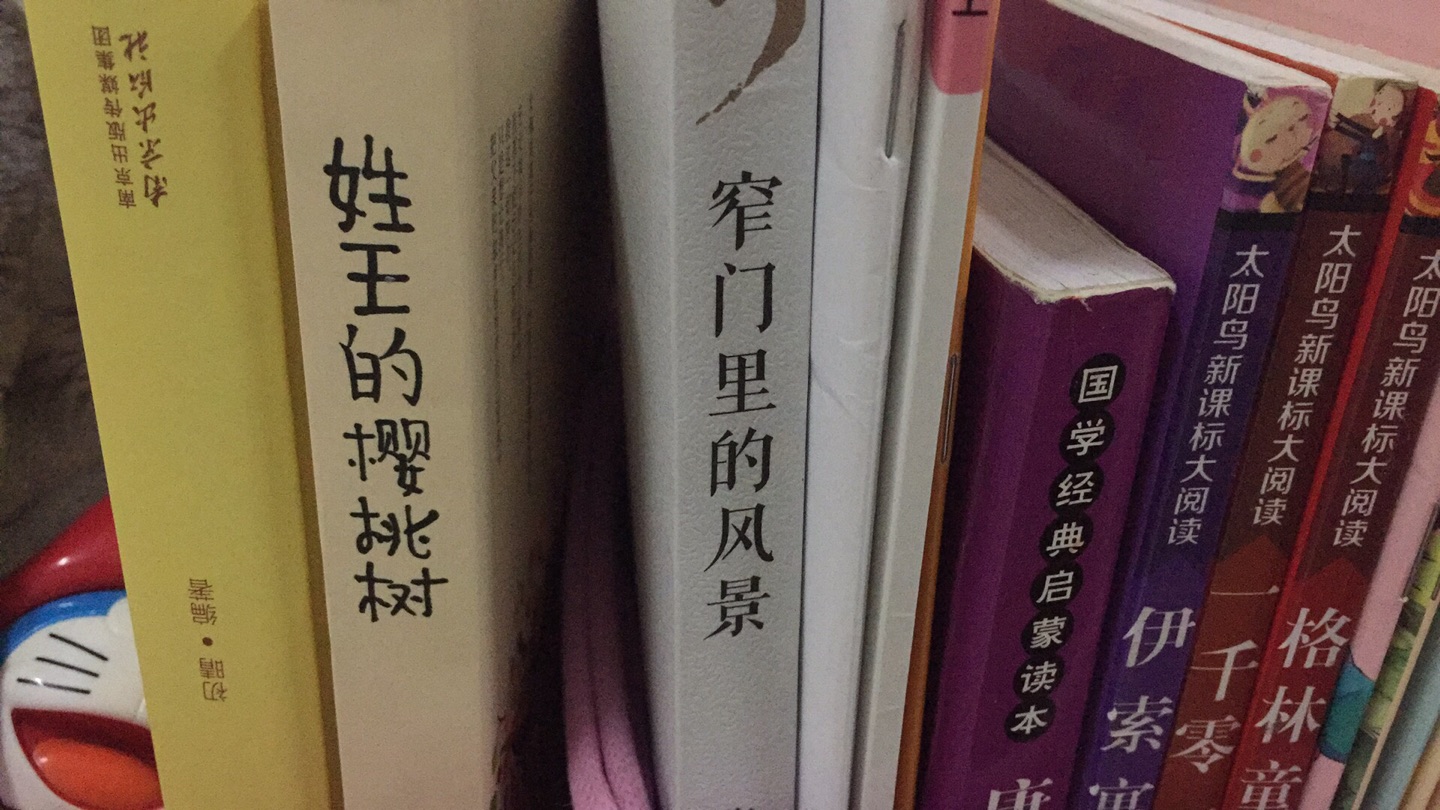 南京出版传媒集团
南京出版社
初晴·编著
姓王的樱桃树
窄门里的风景
国学经典启蒙读本
太阳鸟新课标大阅读
伊索寓
太阳鸟新课标大阅读
一千零
太阳鸟新课标大阅读
格林童